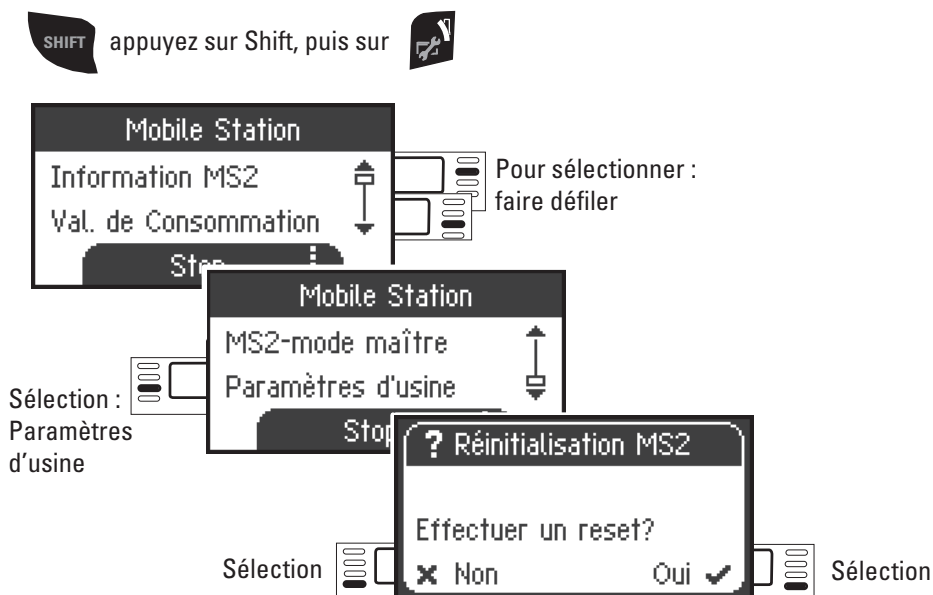 SHIFT appuyez sur Shift, puis sur
Mobile Station
Information MS2
Val. de Consommation
Pour sélectionner :
faire défiler
Mobile Station
MS2-mode maître
Paramètres d'usine
Sélection :
Paramètres
d'usine
? Réinitialisation MS2
Effectuer un reset?
Sélection
✖ Non
Oui ✔
Sélection